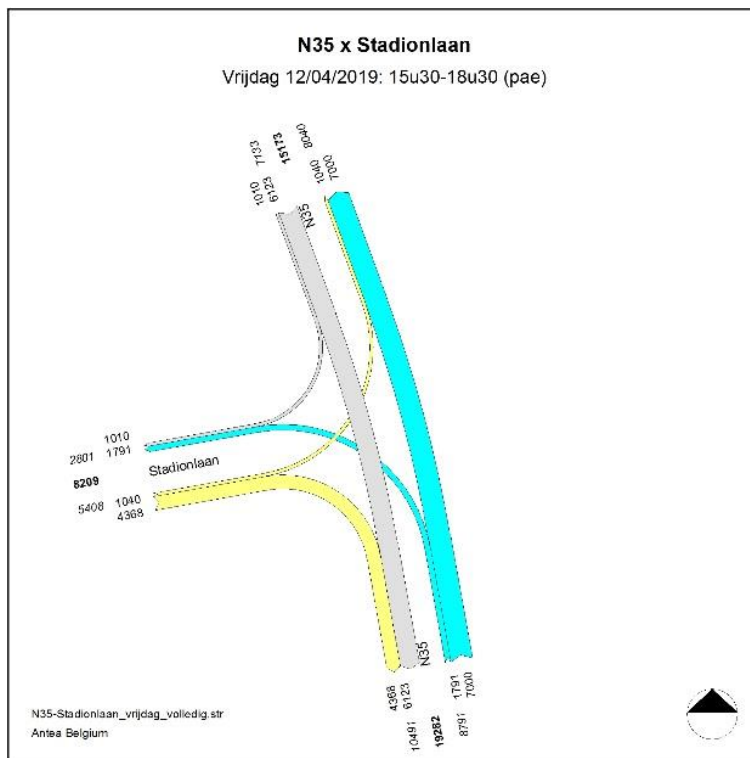 N35 x Stadionlaan
Vrijdag 12/04/2019: 15u30-18u30 (pae)
7133 15173 8040
1010 6123 1040 7000
N35
1010
2801 1791
Stadionlaan
8209
5408 1040
4368
N35
4368 6123 1791 7000
10491 19282 8791
N35-Stadionlaan_vrijdag_volledig.str
Antea Belgium